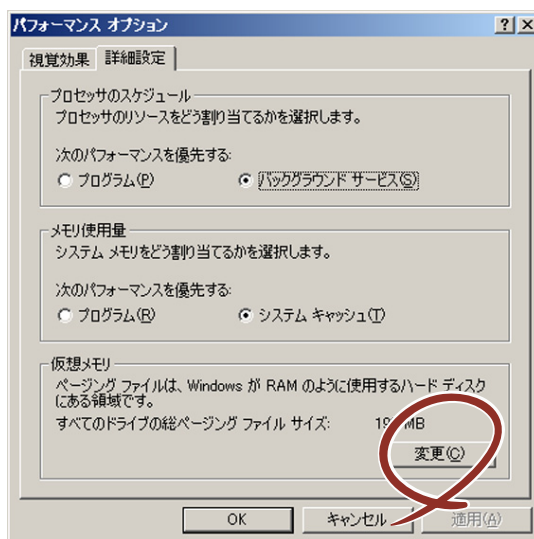 パフォーマンス オプション
視覚効果 詳細設定
プロセッサのスケジュール
プロセッサのリソースをどう割り当てるかを選択します。
次のパフォーマンスを優先する:
プログラム(P) バックグラウンド サービス(S)
メモリ使用量
システム メモリをどう割り当てるかを選択します。
次のパフォーマンスを優先する:
プログラム(R) システム キャッシュ(T)
仮想メモリ
ページング ファイルは、Windows が RAM のように使用するハード ディスク
にある領域です。
すべてのドライブの総ページング ファイル サイズ: MB
変更(C)
OK キャンセル 適用(A)